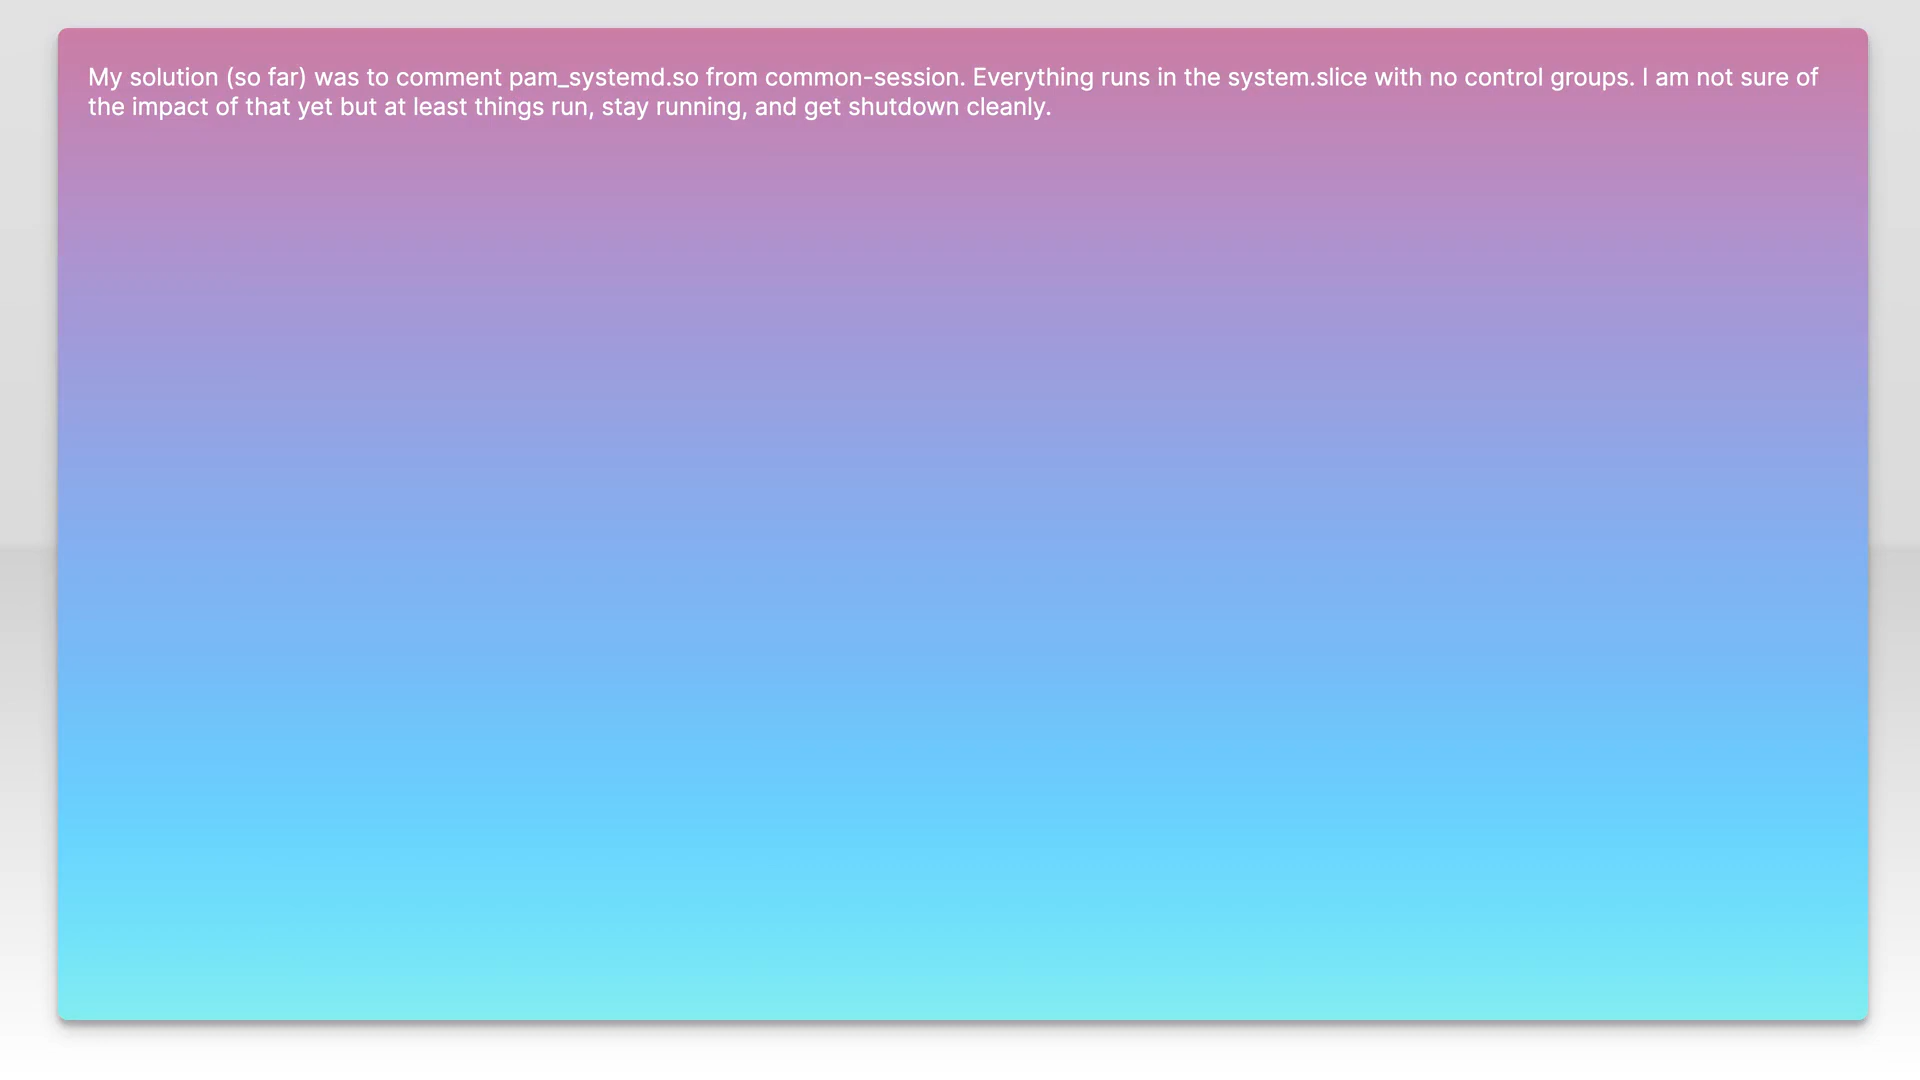 My solution (so far) was to comment pam_systemd.so from common-session. Everything runs in the system.slice with no control groups. I am not sure of
the impact of that yet but at least things run, stay running, and get shutdown cleanly.